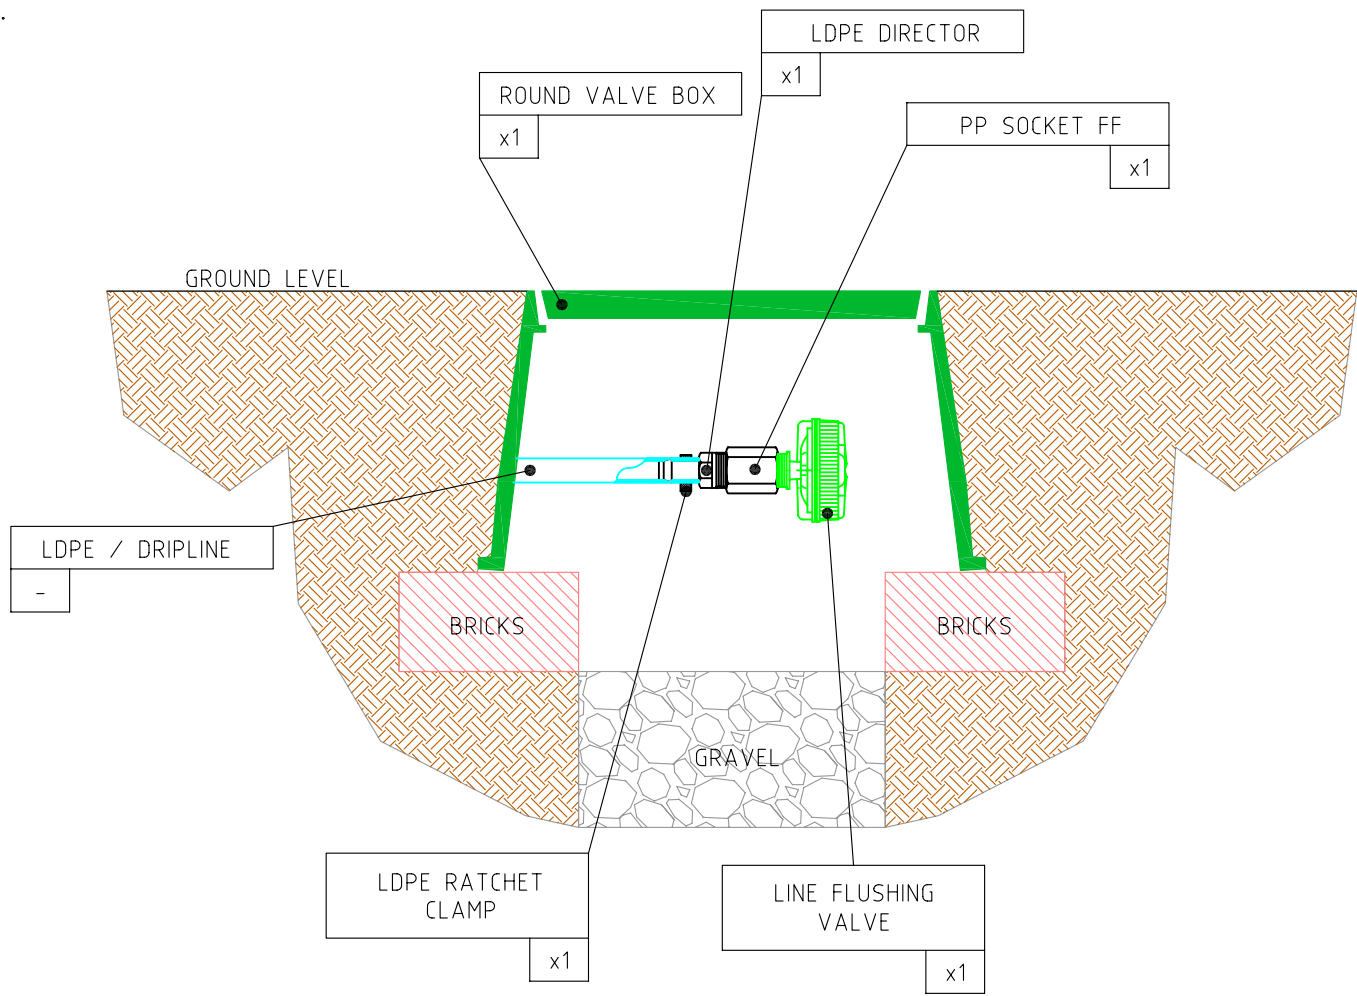 .
LDPE DIRECTOR
x1
ROUND VALVE BOX
x1
PP SOCKET FF
x1
GROUND LEVEL
LDPE / DRIPLINE
-
BRICKS
BRICKS
GRAVEL
LDPE RATCHET
CLAMP
x1
LINE FLUSHING
VALVE
x1